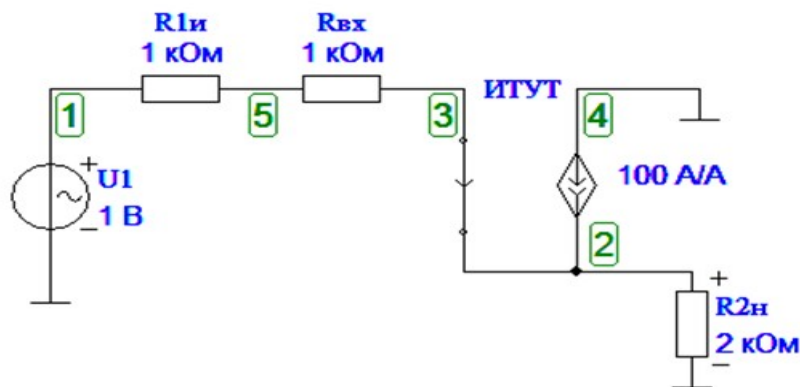 R1и
1 кОм
Rвх
1 кОм
1
5
3
ИТУТ
4
+
U1
1 В
−
100 А/А
2
+
R2н
2 кОм
−